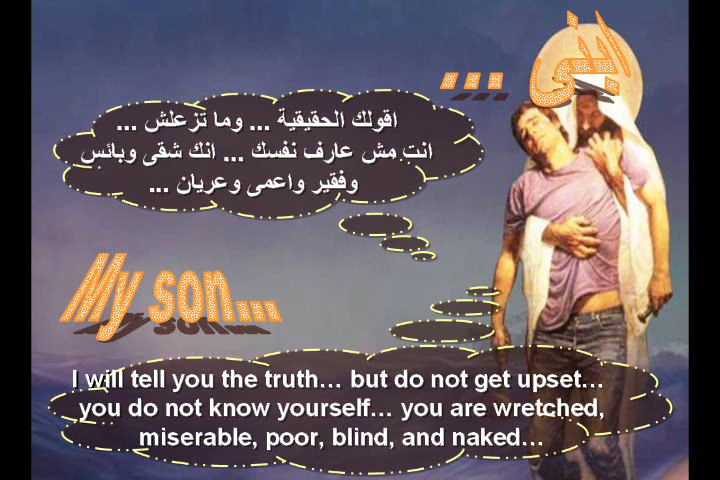 ابنى ...
اقولك الحقيقية ... وما تزعلش ...
انت مش عارف نفسك ... انك شقى وبائس
وفقير واعمى وعريان ...
My son...
I will tell you the truth... but do not get upset...
you do not know yourself... you are wretched,
miserable, poor, blind, and naked...